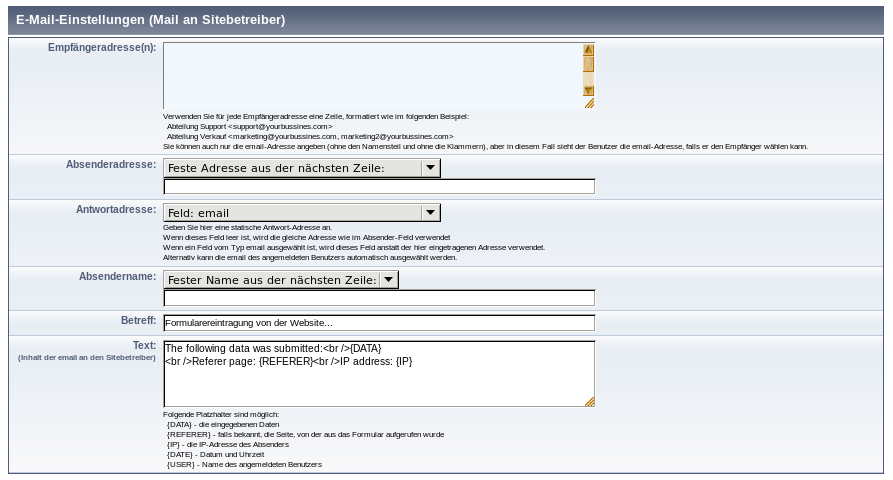 E-Mail-Einstellungen (Mail an Sitebetreiber)
Empfängeradresse(n):
Verwenden Sie für jede Empfängeradresse eine Zeile, formatiert wie im folgenden Beispiel:
Abteilung Support <support@yourbussines.com>
Abteilung Verkauf <marketing@yourbussines.com, marketing2@yourbussines.com>
Sie können auch nur die email-Adresse angeben (ohne den Namensteil und ohne die Klammern), aber in diesem Fall sieht der Benutzer die email-Adresse, falls er den Empfänger wählen kann.
Absenderadresse:
Feste Adresse aus der nächsten Zeile:
Antwortadresse:
Feld: email
Geben Sie hier eine statische Antwort-Adresse an.
Wenn dieses Feld leer ist, wird die gleiche Adresse wie im Absender-Feld verwendet
Wenn ein Feld vom Typ email ausgewählt ist, wird dieses Feld anstatt der hier eingetragenen Adresse verwendet.
Alternativ kann die email des angemeldeten Benutzers automatisch ausgewählt werden.
Absendername:
Fester Name aus der nächsten Zeile:
Betreff:
Formularereintragung von der Website...
Text:
(Inhalt der email an den Sitebetreiber)
The following data was submitted:<br />{DATA}
<br />Referer page: {REFERER}<br />IP address: {IP}
Folgende Platzhalter sind möglich:
{DATA} - die eingegebenen Daten
{REFERER} - falls bekannt, die Seite, von der aus das Formular aufgerufen wurde
{IP} - die IP-Adresse des Absenders
{DATE} - Datum und Uhrzeit
{USER} - Name des angemeldeten Benutzers